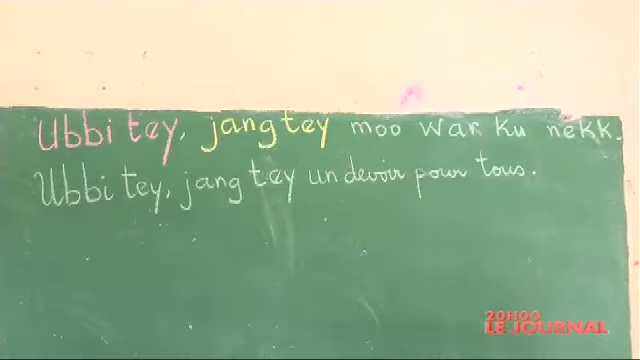 Ubbi tey, jang tey moo war ku nekk.
Ubbi tey, jang tey un devoir pour tous.
20H00
LE JOURNAL